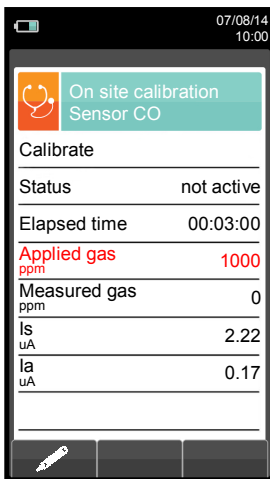 07/08/14
10:00
On site calibration
Sensor CO
Calibrate
Status not active
Elapsed time 00:03:00
Applied gas 1000
ppm
Measured gas 0
ppm
Is 2.22
uA
Ia 0.17
uA